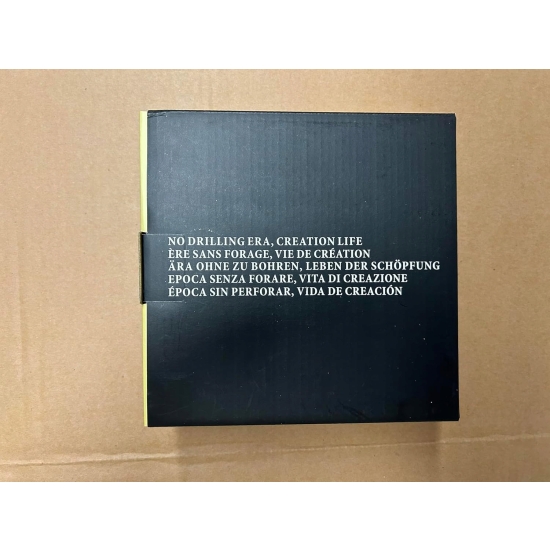 NO DRILLING ERA, CREATION LIFE
ÈRE SANS FORAGE, VIE DE CRÉATION
ÄRA OHNE ZU BOHREN, LEBEN DER SCHÖPFUNG
EPOCA SENZA FORARE, VITA DI CREAZIONE
ÉPOCA SIN PERFORAR, VIDA DE CREACIÓN